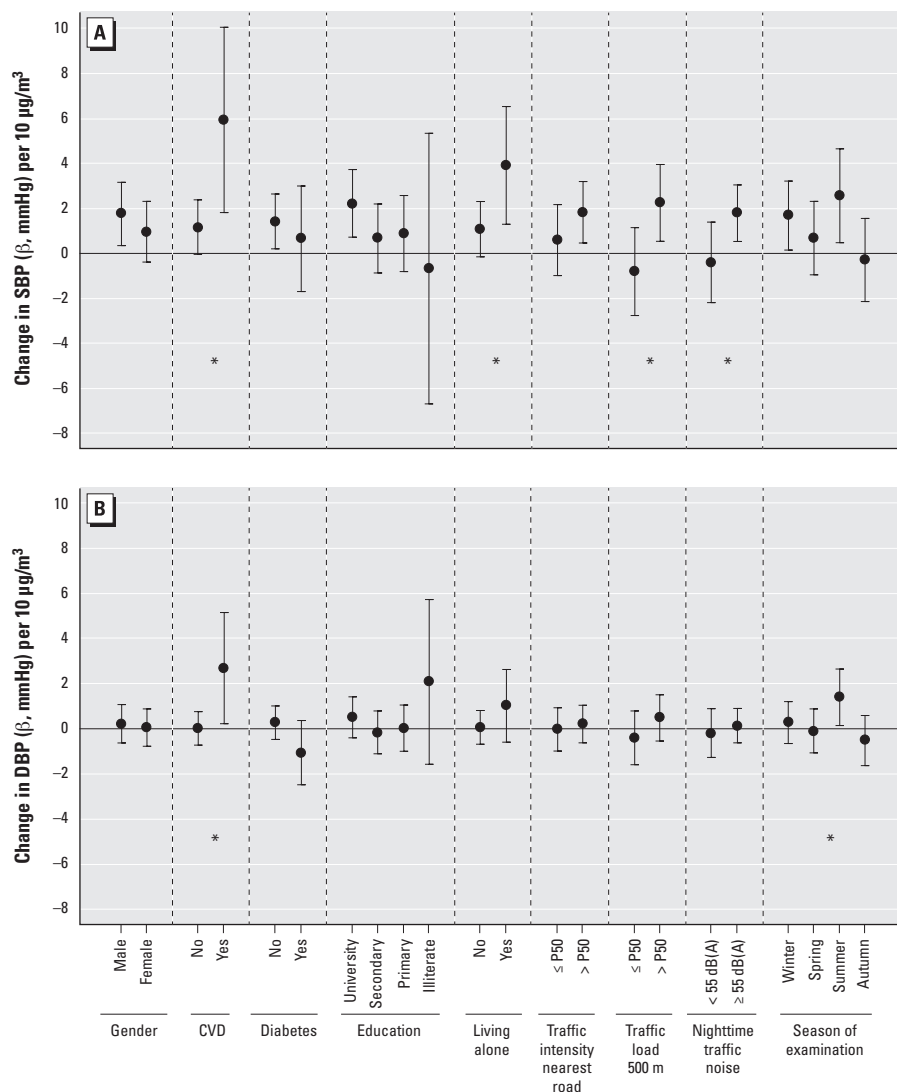 A
Change in SBP (β, mmHg) per 10 µg/m³
10
8
6
4
2
0
–2
–4
–6
–8
*
*
*
*
B
Change in DBP (β, mmHg) per 10 µg/m³
10
8
6
4
2
0
–2
–4
–6
–8
*
*
Male
Female
No
Yes
No
Yes
University
Secondary
Primary
Illiterate
No
Yes
≤ P50
> P50
≤ P50
> P50
< 55 dB(A)
≥ 55 dB(A)
Winter
Spring
Summer
Autumn
Gender
CVD
Diabetes
Education
Living
alone
Traffic
intensity
nearest
road
Traffic
load
500 m
Nighttime
traffic
noise
Season of
examination